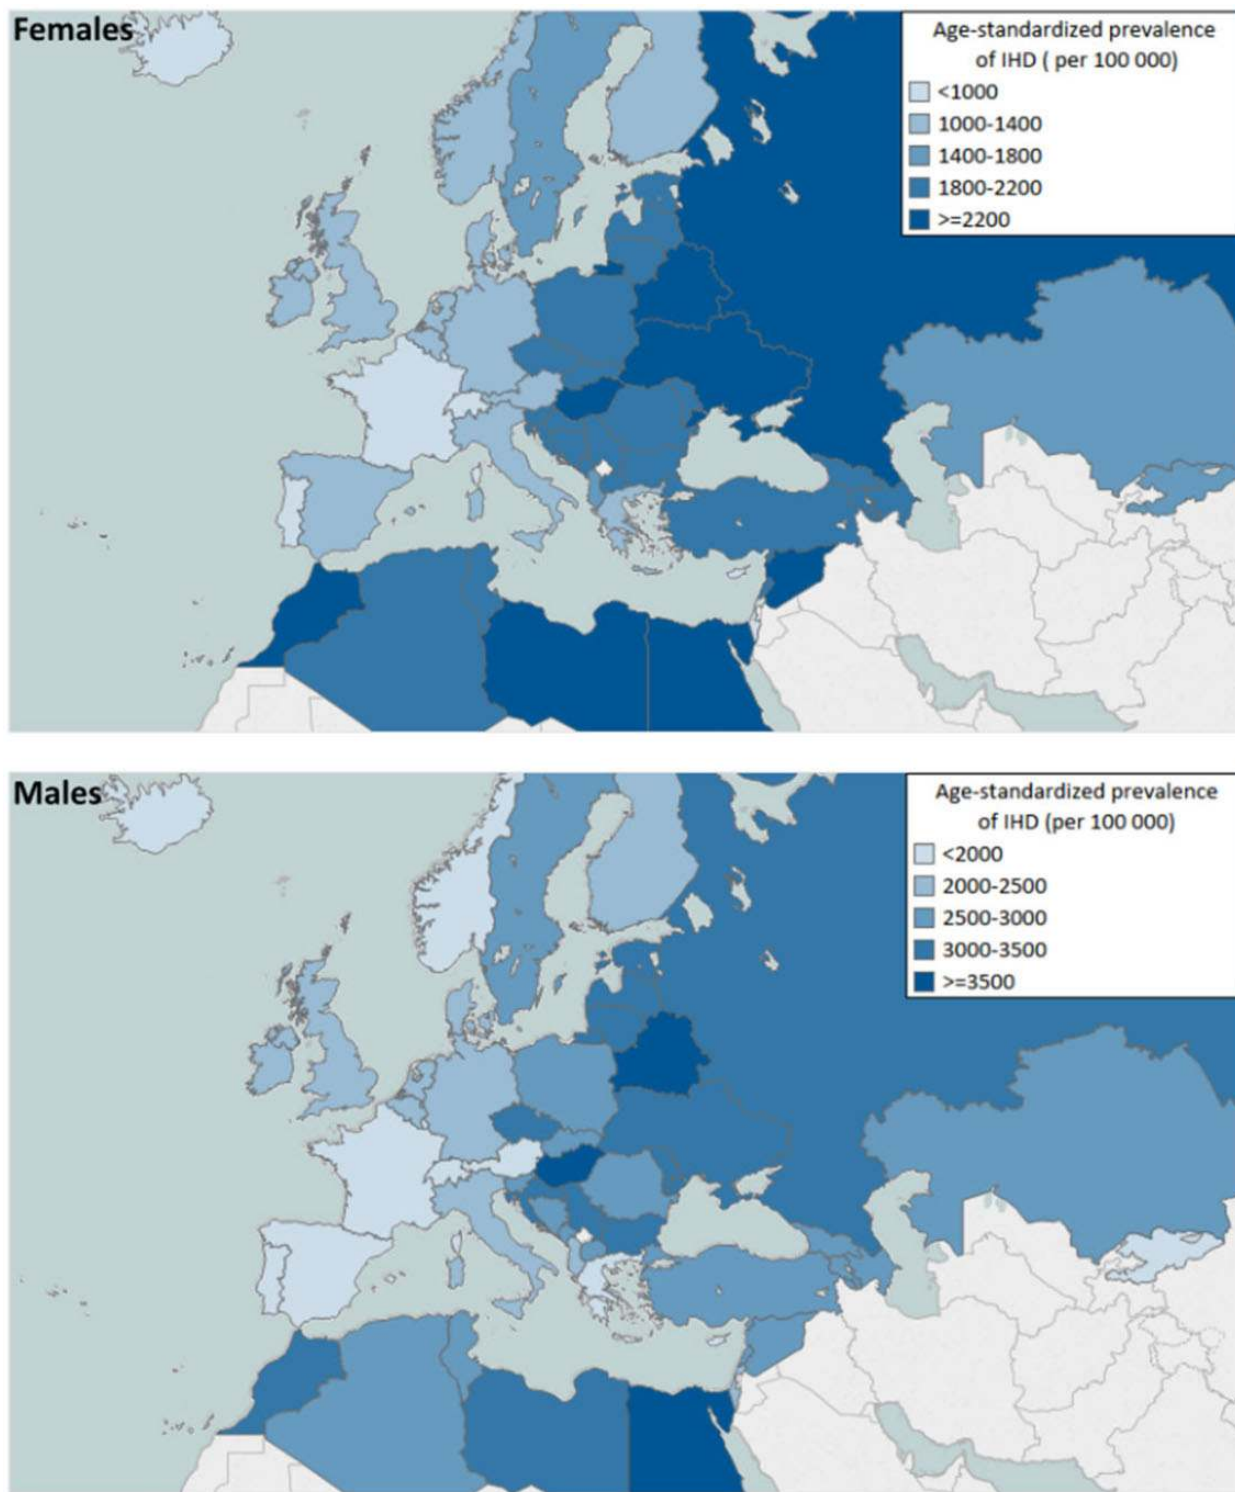 Females
Age-standardized prevalence
of IHD ( per 100 000)
<1000
1000-1400
1400-1800
1800-2200
>=2200
Males
Age-standardized prevalence
of IHD (per 100 000)
<2000
2000-2500
2500-3000
3000-3500
>=3500